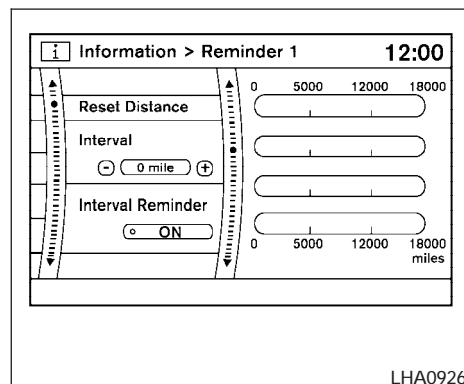 i Information > Reminder 1 12:00
0 5000 12000 18000
Reset Distance
Interval
- 0 mile +
Interval Reminder
ON
0 5000 12000 18000
miles
LHA0926